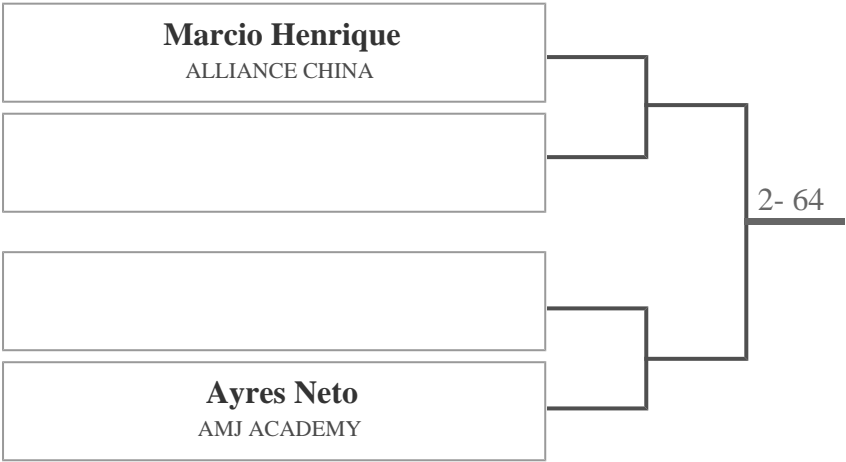 Marcio Henrique
ALLIANCE CHINA
2- 64
Ayres Neto
AMJ ACADEMY